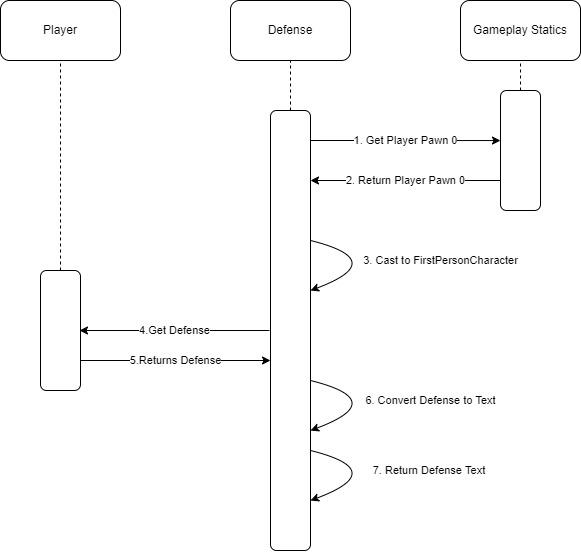 Player
Defense
Gameplay Statics
1. Get Player Pawn 0
2. Return Player Pawn 0
3. Cast to FirstPersonCharacter
4.Get Defense
5.Returns Defense
6. Convert Defense to Text
7. Return Defense Text